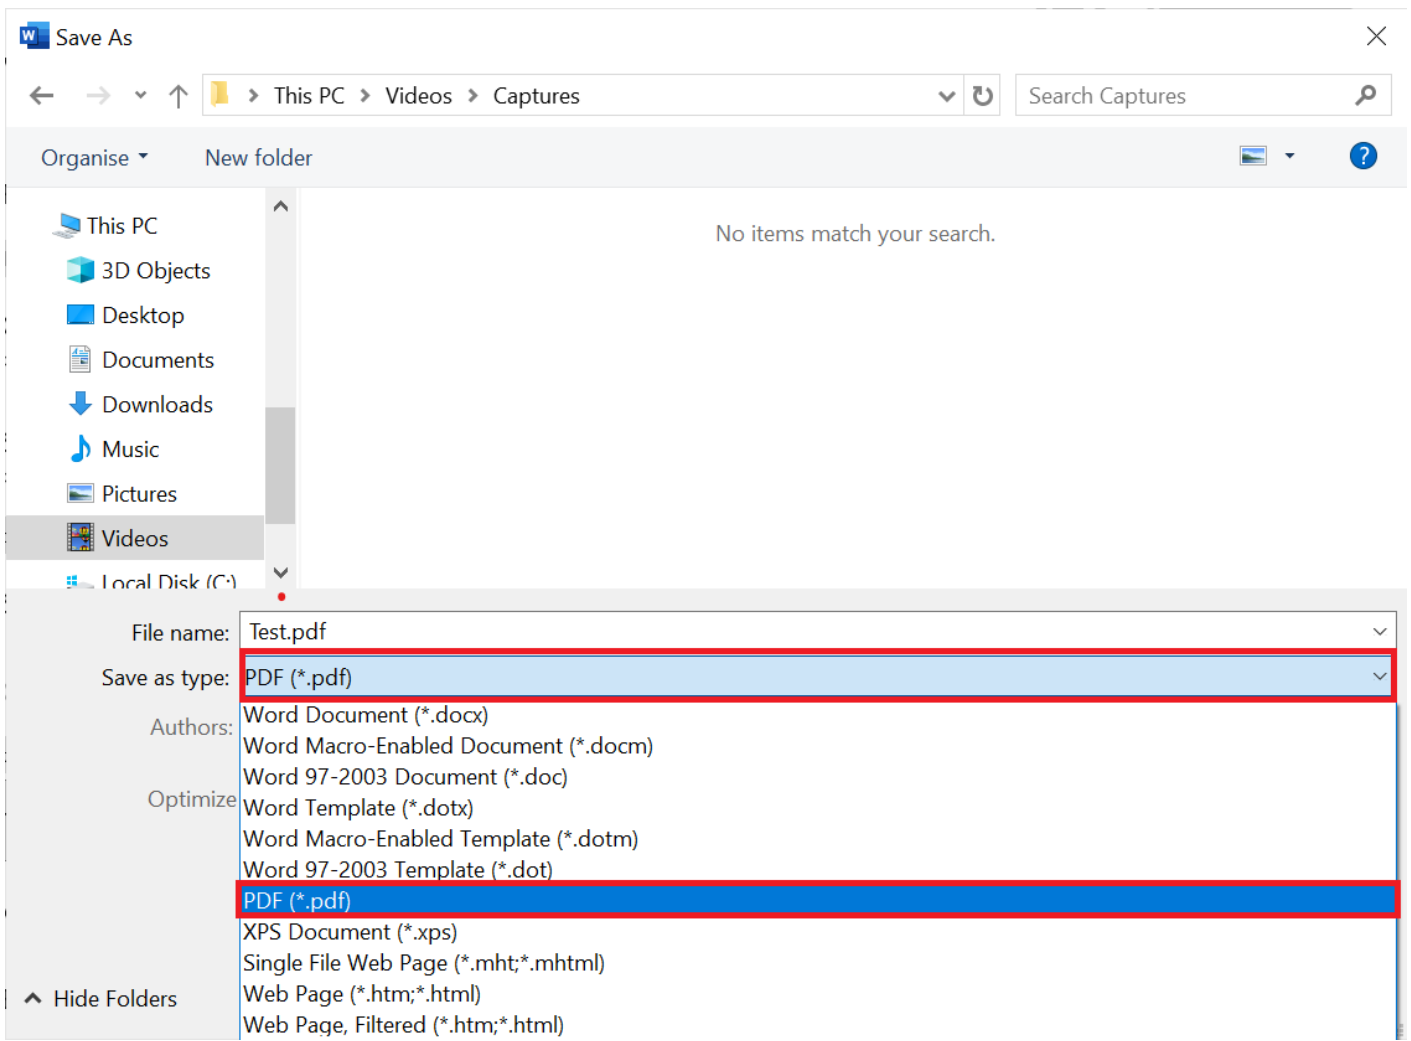 Save As
This PC > Videos > Captures
Search Captures
Organise
New folder
No items match your search.
This PC
3D Objects
Desktop
Documents
Downloads
Music
Pictures
Videos
Local Disk (C:)
File name: Test.pdf
Save as type: PDF (*.pdf)
Authors:
Optimize
Word Document (*.docx)
Word Macro-Enabled Document (*.docm)
Word 97-2003 Document (*.doc)
Word Template (*.dotx)
Word Macro-Enabled Template (*.dotm)
Word 97-2003 Template (*.dot)
PDF (*.pdf)
XPS Document (*.xps)
Single File Web Page (*.mht;*.mhtml)
Web Page (*.htm;*.html)
Web Page, Filtered (*.htm;*.html)
Hide Folders